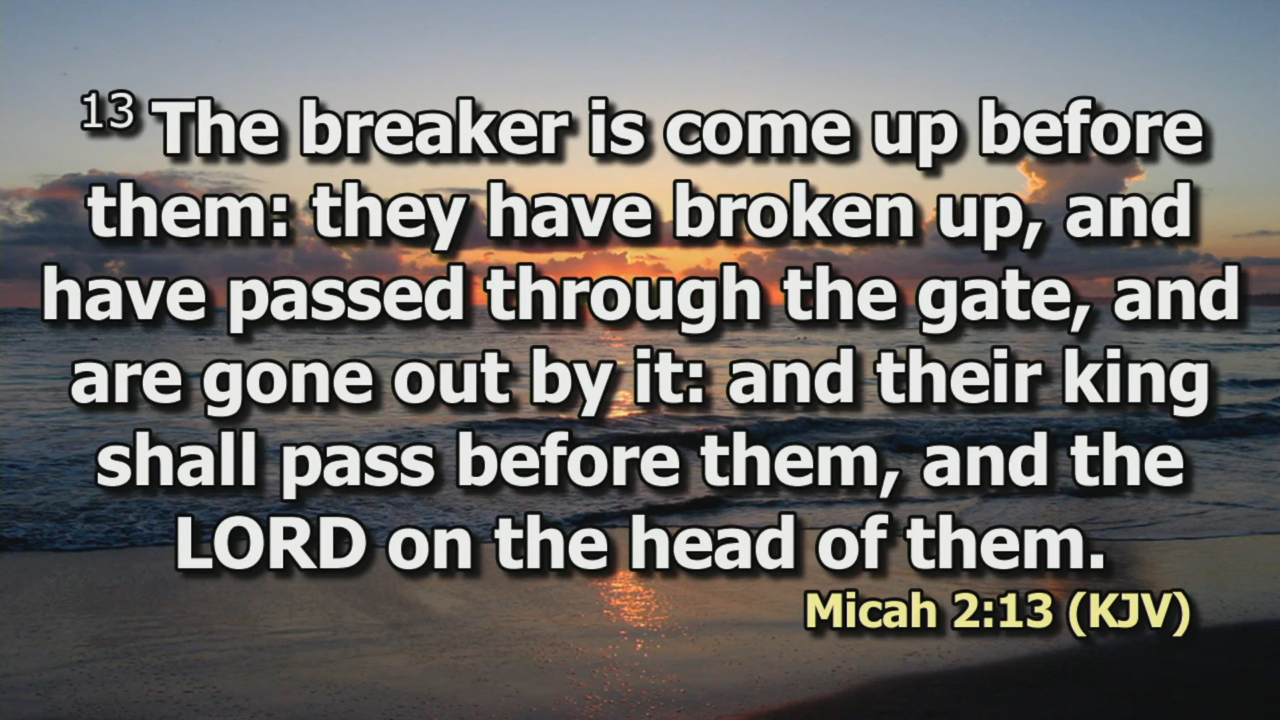 13 The breaker is come up before
them: they have broken up, and
have passed through the gate, and
are gone out by it: and their king
shall pass before them, and the
LORD on the head of them.
Micah 2:13 (KJV)